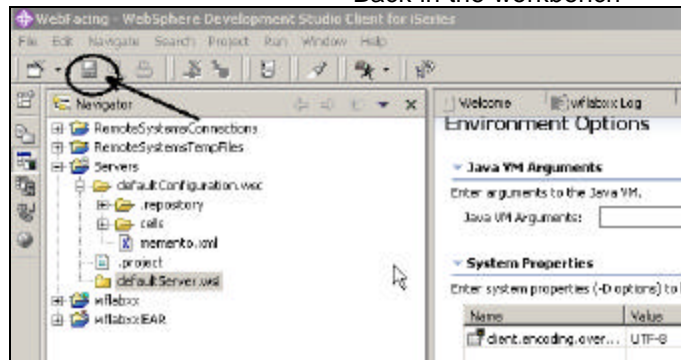 Back in the workbench
WebFacing - WebSphere Development Studio Client for iSeries
File Edit Navigate Search Project Run Window Help
Navigator
Welcome wflabxx Log
RemoteSystemsConnections
RemoteSystemsTempFiles
Servers
defaultConfiguration.wsc
.repository
cells
memento.xml
.project
defaultServer.wsi
wflabxx
wflabxxEAR
Environment Options
Java VM Arguments
Enter arguments to the Java VM.
Java VM Arguments:
System Properties
Enter system properties (-D options) to
Name Value
client.encoding.over... UTF-8